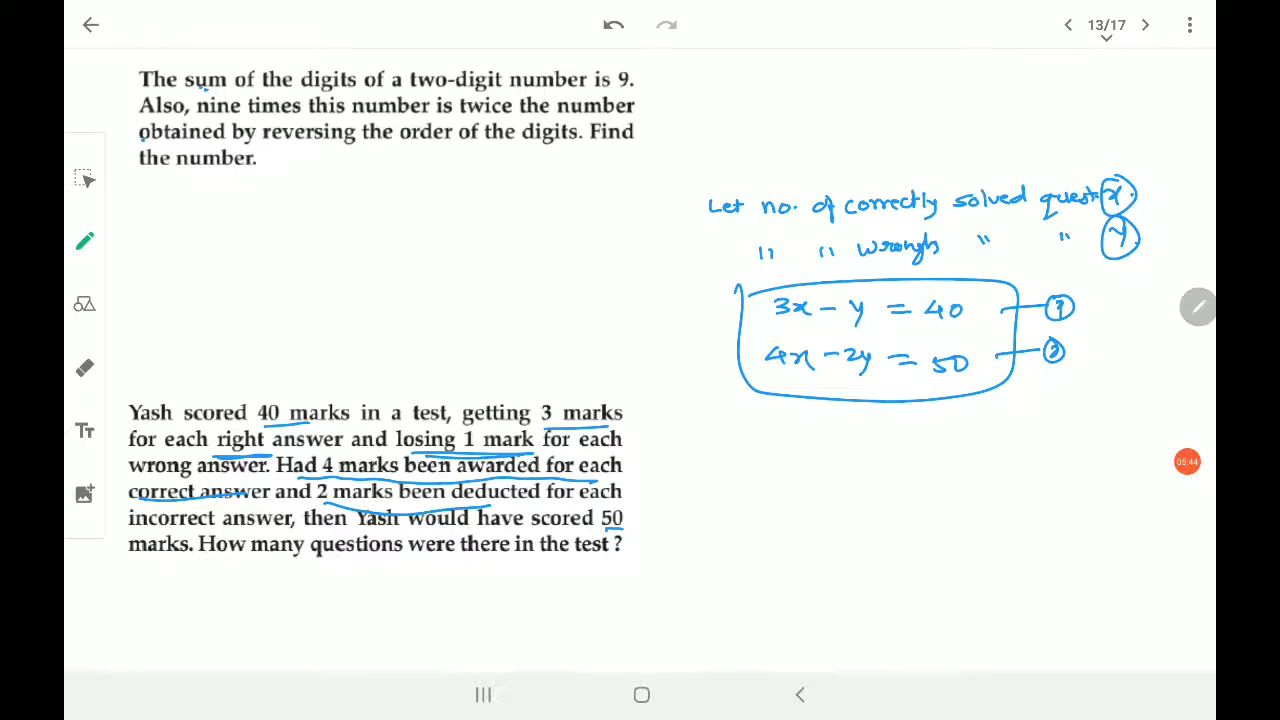 13/17
The sum of the digits of a two-digit number is 9.
Also, nine times this number is twice the number
obtained by reversing the order of the digits. Find
the number.
Let no. of correctly solved quest. x.
" " wrongly " " y
3x - y = 40 — ①
4x - 2y = 50 — ②
Tт
Yash scored 40 marks in a test, getting 3 marks
for each right answer and losing 1 mark for each
wrong answer. Had 4 marks been awarded for each
correct answer and 2 marks been deducted for each
incorrect answer, then Yash would have scored 50
marks. How many questions were there in the test ?
05:44